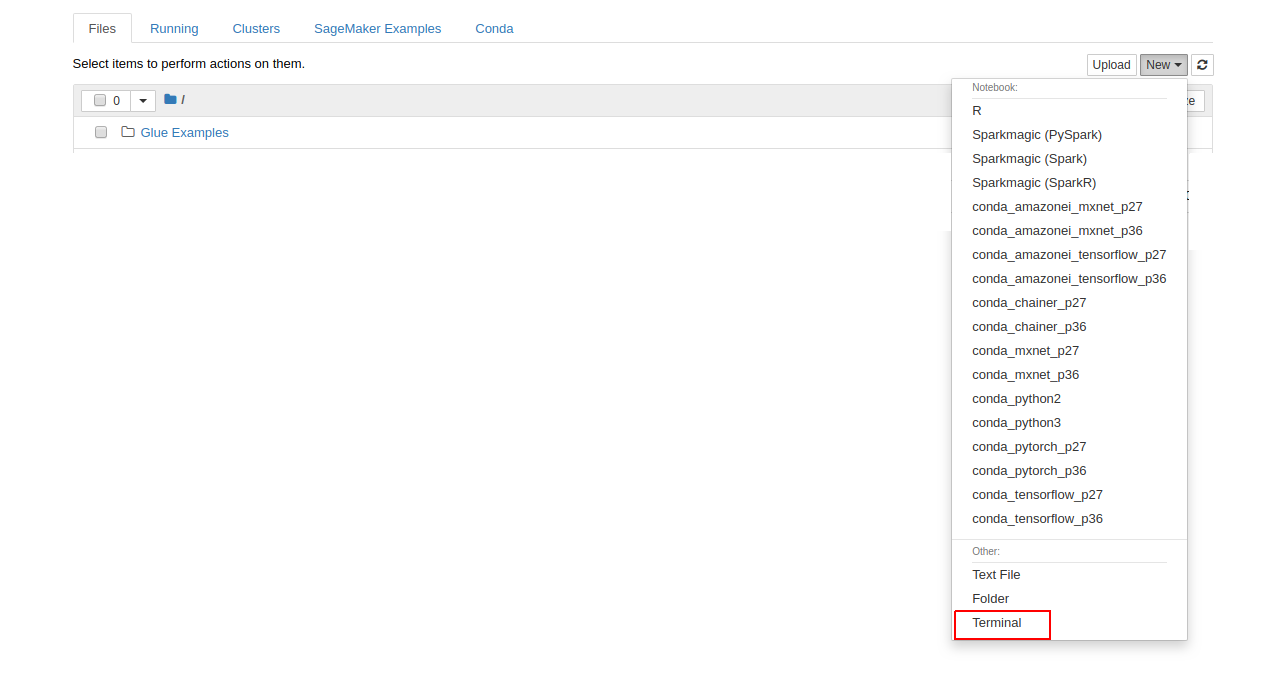 Files Running Clusters SageMaker Examples Conda
Select items to perform actions on them.
Upload New
0 /
Glue Examples
Notebook:
R
Sparkmagic (PySpark)
Sparkmagic (Spark)
Sparkmagic (SparkR)
conda_amazonei_mxnet_p27
conda_amazonei_mxnet_p36
conda_amazonei_tensorflow_p27
conda_amazonei_tensorflow_p36
conda_chainer_p27
conda_chainer_p36
conda_mxnet_p27
conda_mxnet_p36
conda_python2
conda_python3
conda_pytorch_p27
conda_pytorch_p36
conda_tensorflow_p27
conda_tensorflow_p36
Other:
Text File
Folder
Terminal